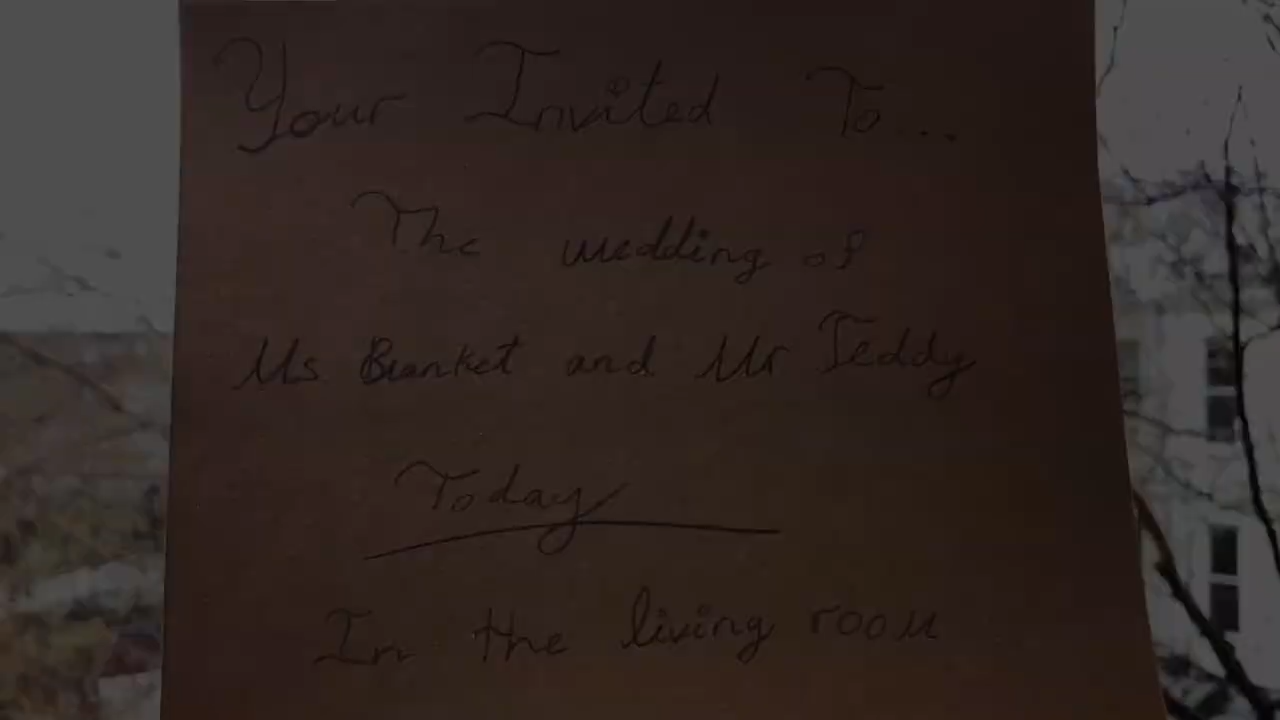 Your Invited To...
The wedding of
Ms Blanket and Mr Teddy
Today
In the living room